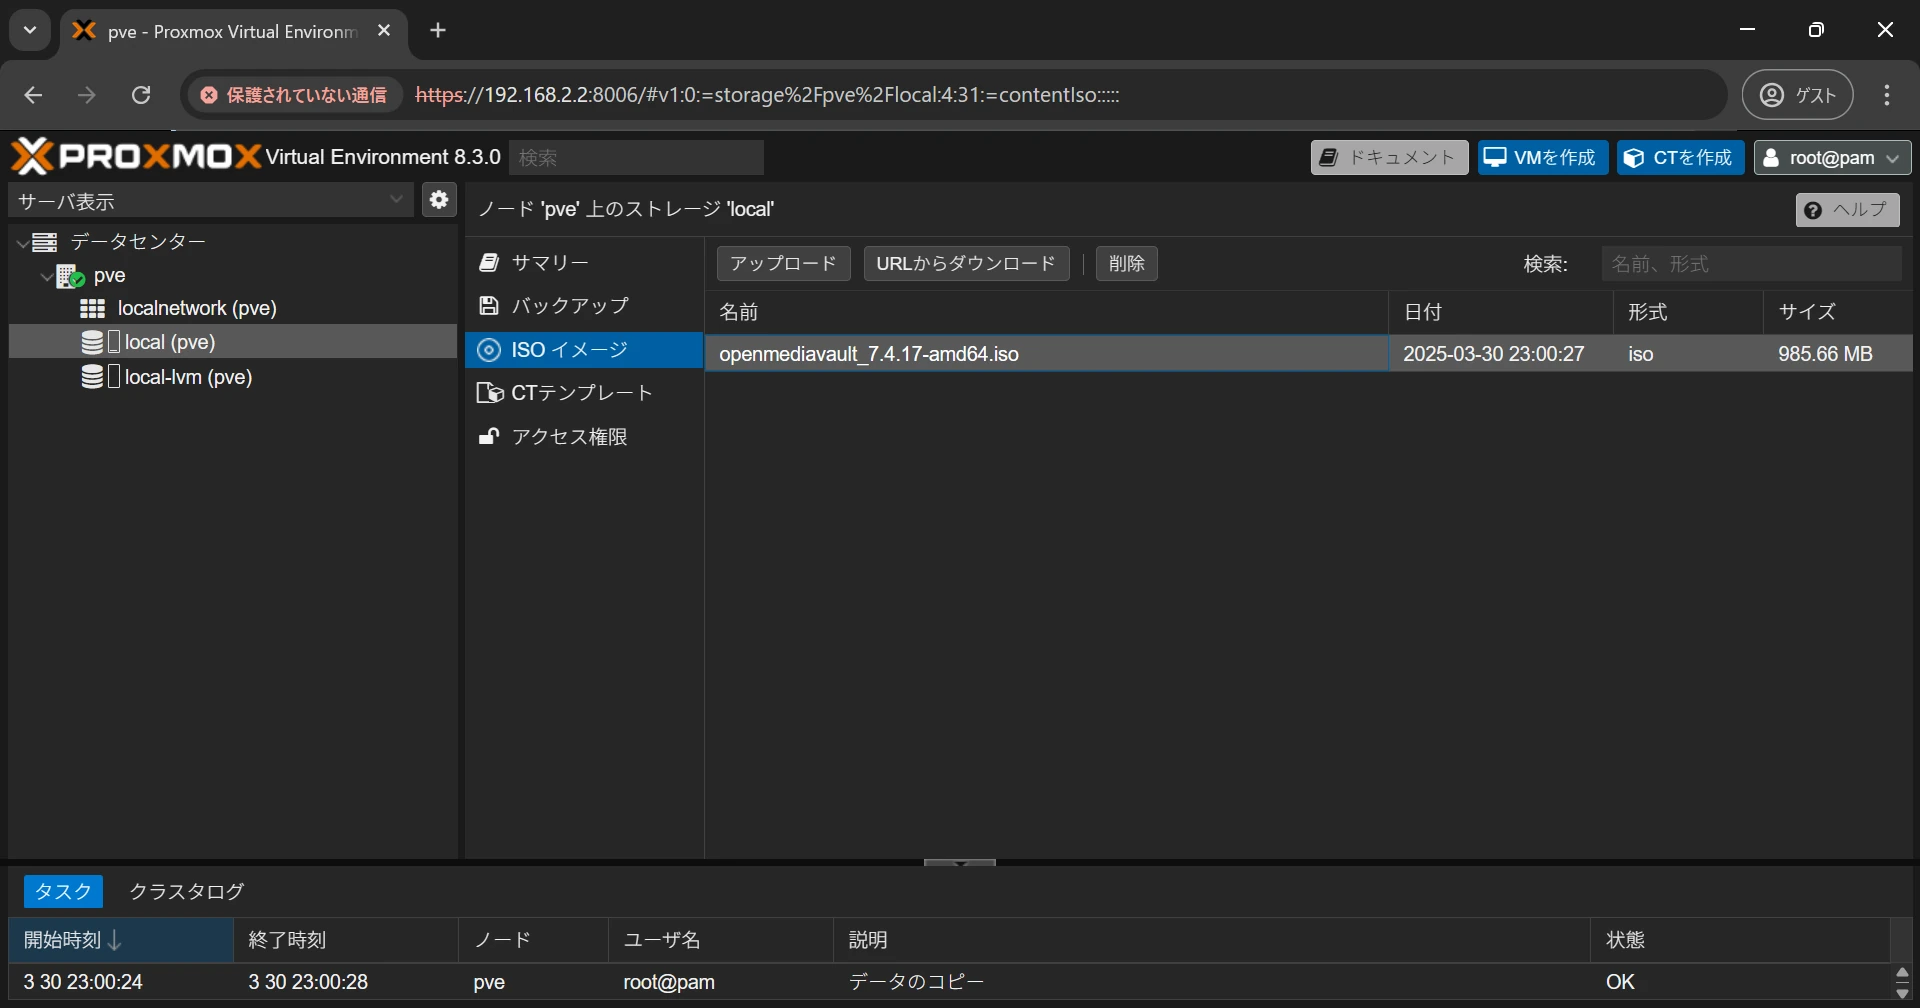 pve - Proxmox Virtual Environm
保護されていない通信 https://192.168.2.2:8006/#v1:0:=storage%2Fpve%2Flocal:4:31:=contentIso:::::
ゲスト
PROXMOX Virtual Environment 8.3.0 検索
ドキュメント VMを作成 CTを作成 root@pam
サーバ表示
データセンター
pve
localnetwork (pve)
local (pve)
local-lvm (pve)
ノード 'pve' 上のストレージ 'local'
ヘルプ
サマリー
バックアップ
ISO イメージ
CTテンプレート
アクセス権限
アップロード URLからダウンロード 削除 検索: 名前、形式
名前 日付 形式 サイズ
openmediavault_7.4.17-amd64.iso 2025-03-30 23:00:27 iso 985.66 MB
タスク クラスタログ
開始時刻 終了時刻 ノード ユーザ名 説明 状態
3 30 23:00:24 3 30 23:00:28 pve root@pam データのコピー OK